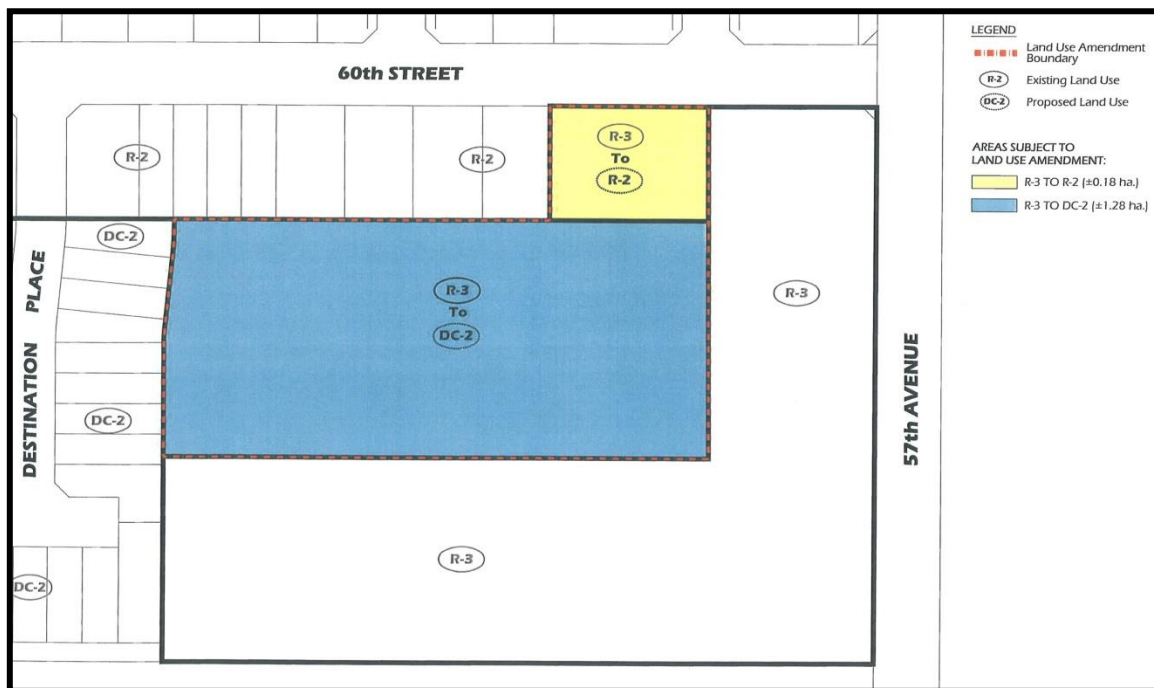 60th STREET
R-2
R-2
R-3
To
R-2
DC-2
DESTINATION PLACE
R-3
To
DC-2
R-3
57th AVENUE
DC-2
R-3
DC-2
LEGEND
Land Use Amendment
Boundary
R-2 Existing Land Use
DC-2 Proposed Land Use
AREAS SUBJECT TO
LAND USE AMENDMENT:
R-3 TO R-2 (±0.18 ha.)
R-3 TO DC-2 (±1.28 ha.)